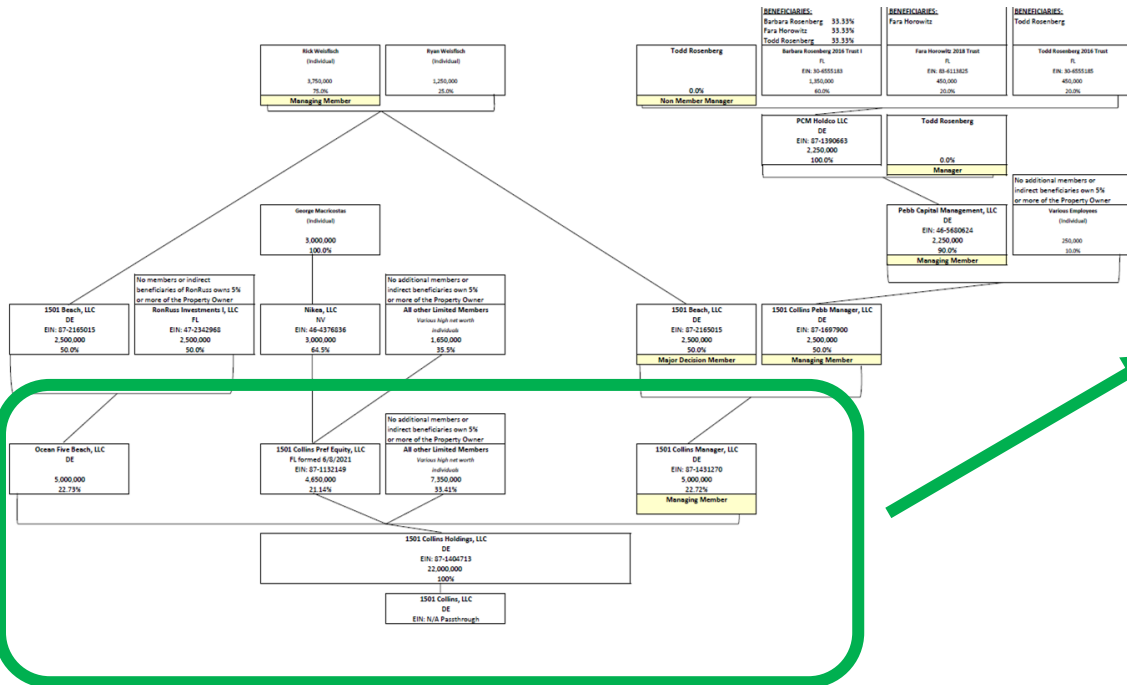 BENEFICIARIES:
Barbara Rosenberg 33.33%
Fara Horowitz 33.33%
Todd Rosenberg 33.33%
BENEFICIARIES:
Fara Horowitz
BENEFICIARIES:
Todd Rosenberg
Rick Weisfisch
(Individual)
3,750,000
75.0%
Managing Member
Ryan Weisfisch
(Individual)
1,250,000
25.0%
Todd Rosenberg
0.0%
Non Member Manager
Barbara Rosenberg 2016 Trust I
FL
EIN: 30-6555183
1,350,000
60.0%
Fara Horowitz 2018 Trust
FL
EIN: 83-6113625
450,000
20.0%
Todd Rosenberg 2016 Trust
FL
EIN: 30-6555185
450,000
20.0%
PCM Holdco LLC
DE
EIN: 87-1390663
2,250,000
100.0%
Todd Rosenberg
0.0%
Manager
George Macricostas
(Individual)
3,000,000
100.0%
Pebb Capital Management, LLC
DE
EIN: 46-5680624
2,250,000
90.0%
Managing Member
No additional members or
indirect beneficiaries own 5%
or more of the Property Owner
Various Employees
(Individual)
250,000
10.0%
1501 Beach, LLC
DE
EIN: 87-2165015
2,500,000
50.0%
No members or indirect
beneficiaries of RonRuss owns 5%
or more of the Property Owner
RonRuss Investments I, LLC
FL
EIN: 47-2342968
2,500,000
50.0%
Nikea, LLC
NV
EIN: 46-4376836
3,000,000
64.5%
No additional members or
indirect beneficiaries own 5%
or more of the Property Owner
All other Limited Members
Various high net worth
individuals
1,650,000
35.5%
1501 Beach, LLC
DE
EIN: 87-2165015
2,500,000
50.0%
Major Decision Member
1501 Collins Pebb Manager, LLC
DE
EIN: 87-1697900
2,500,000
50.0%
Managing Member
Ocean Five Beach, LLC
DE
5,000,000
22.73%
1501 Collins Pref Equity, LLC
FL formed 6/8/2021
EIN: 87-1132149
4,650,000
21.14%
No additional members or
indirect beneficiaries own 5%
or more of the Property Owner
All other Limited Members
Various high net worth
individuals
7,350,000
33.41%
1501 Collins Manager, LLC
DE
EIN: 87-1431270
5,000,000
22.72%
Managing Member
1501 Collins Holdings, LLC
DE
EIN: 87-1404713
22,000,000
100%
1501 Collins, LLC
DE
EIN: N/A Passthrough